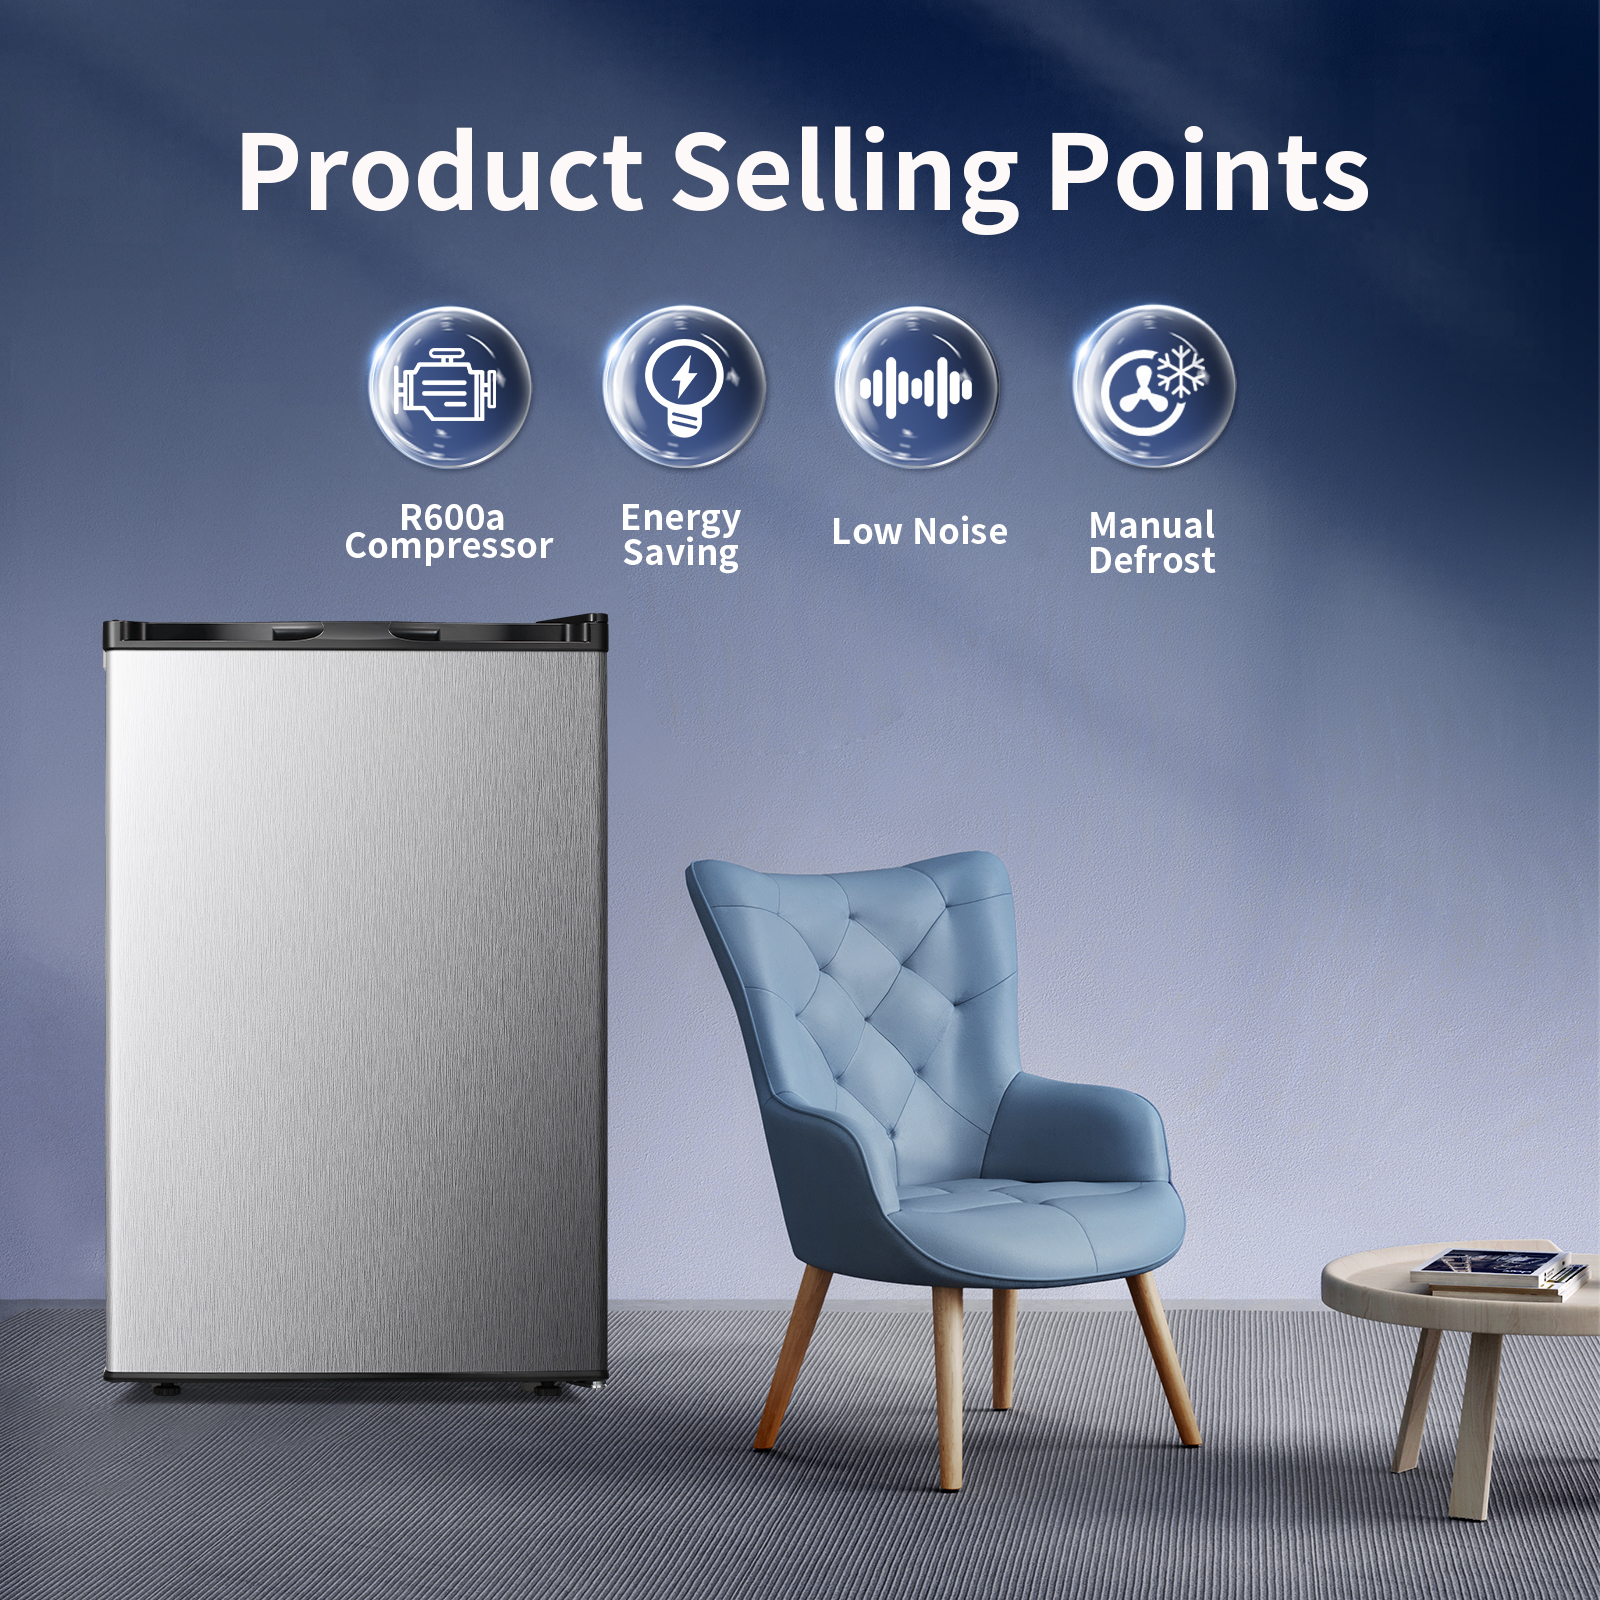 Product Selling Points
R600a
Compressor
Energy
Saving
Low Noise
Manual
Defrost